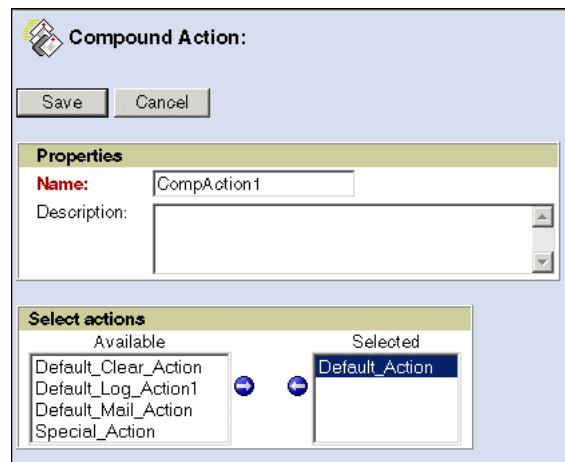 Compound Action:
Save Cancel
Properties
Name: CompAction1
Description:
Select actions
Available Selected
Default_Clear_Action Default_Action
Default_Log_Action1
Default_Mail_Action
Special_Action